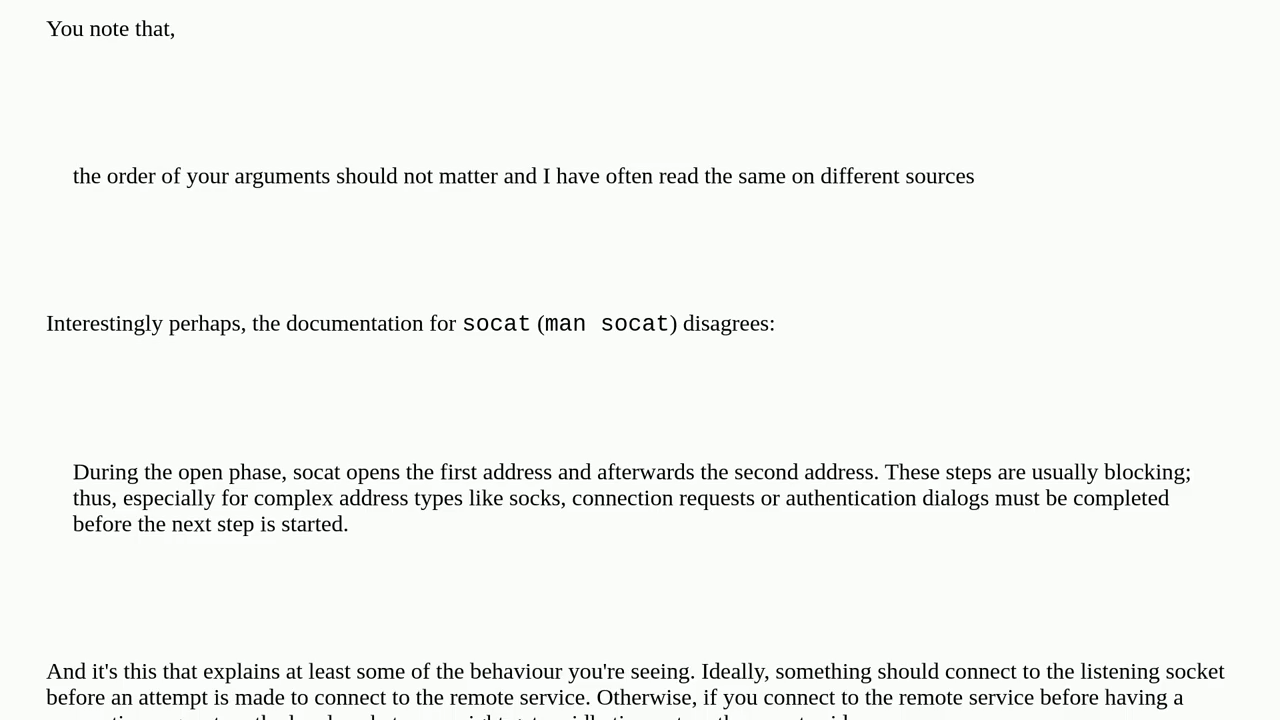 You note that,
the order of your arguments should not matter and I have often read the same on different sources
Interestingly perhaps, the documentation for socat (man socat) disagrees:
During the open phase, socat opens the first address and afterwards the second address. These steps are usually blocking;
thus, especially for complex address types like socks, connection requests or authentication dialogs must be completed
before the next step is started.
And it's this that explains at least some of the behaviour you're seeing. Ideally, something should connect to the listening socket
before an attempt is made to connect to the remote service. Otherwise, if you connect to the remote service before having a